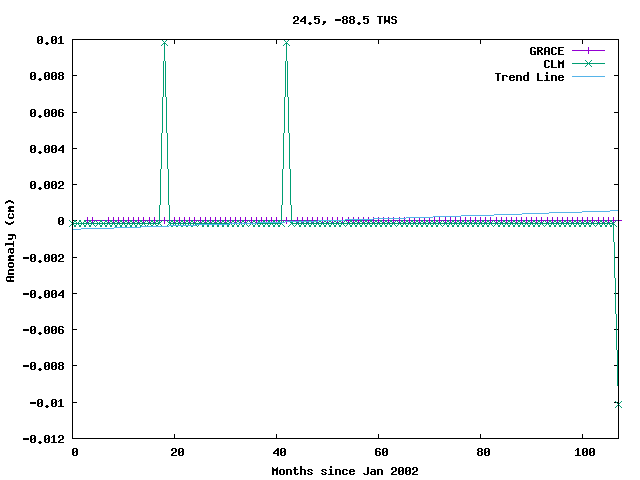 24.5, -88.5 TWS
GRACE
CLM
Trend Line
0.01
0.008
0.006
0.004
0.002
0
-0.002
-0.004
-0.006
-0.008
-0.01
-0.012
Anomaly (cm)
0 20 40 60 80 100
Months since Jan 2002